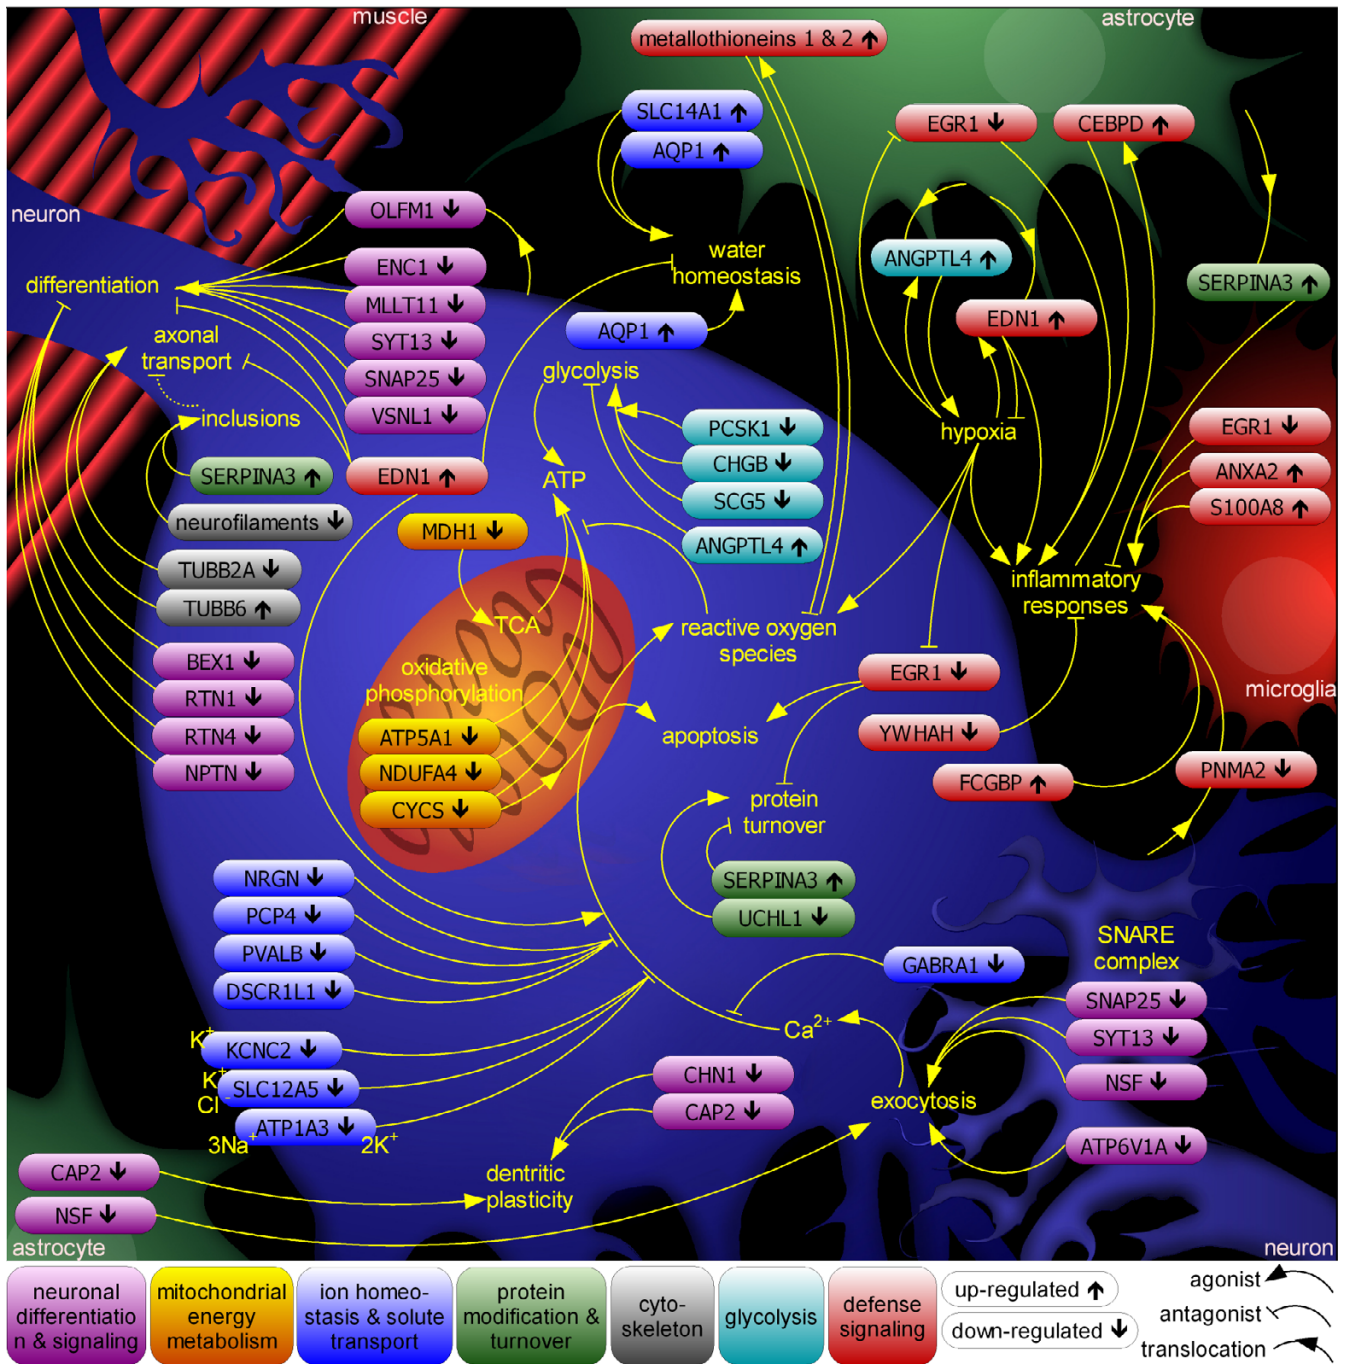 muscle
astrocyte
metallothioneins 1 & 2 ↑
SLC14A1 ↑
AQP1 ↑
EGR1 ↓
CEBPD ↑
neuron
OLFM1 ↓
ENC1 ↓
MLLT11 ↓
SYT13 ↓
SNAP25 ↓
VSNL1 ↓
differentiation
axonal
transport
inclusions
water
homeostasis
ANGPTL4 ↑
EDN1 ↑
SERPINA3 ↑
AQP1 ↑
glycolysis
ATP
PCSK1 ↓
CHGB ↓
SCG5 ↓
ANGPTL4 ↑
hypoxia
EGR1 ↓
ANXA2 ↑
S100A8 ↑
SERPINA3 ↑
EDN1 ↑
neurofilaments ↓
MDH1 ↓
TUBB2A ↓
TUBB6 ↑
TCA
inflammatory
responses
reactive oxygen
species
BEX1 ↓
RTN1 ↓
RTN4 ↓
NPTN ↓
oxidative
phosphorylation
ATP5A1 ↓
NDUFA4 ↓
CYCS ↓
apoptosis
EGR1 ↓
YWHAH ↓
microglia
FCGBP ↑
PNMA2 ↓
protein
turnover
SERPINA3 ↑
UCHL1 ↓
NRGN ↓
PCP4 ↓
PVALB ↓
DSCR1L1 ↓
GABRA1 ↓
SNARE
complex
SNAP25 ↓
SYT13 ↓
NSF ↓
Ca2+
K+
KCNC2 ↓
K+
Cl-
SLC12A5 ↓
ATP1A3 ↓
3Na+
2K+
CHN1 ↓
CAP2 ↓
exocytosis
ATP6V1A ↓
dentritic
plasticity
CAP2 ↓
NSF ↓
astrocyte
neuron
neuronal
differentiatio
n & signaling
mitochondrial
energy
metabolism
ion homeo-
stasis & solute
transport
protein
modification &
turnover
cyto-
skeleton
glycolysis
defense
signaling
up-regulated ↑
down-regulated ↓
agonist
antagonist
translocation